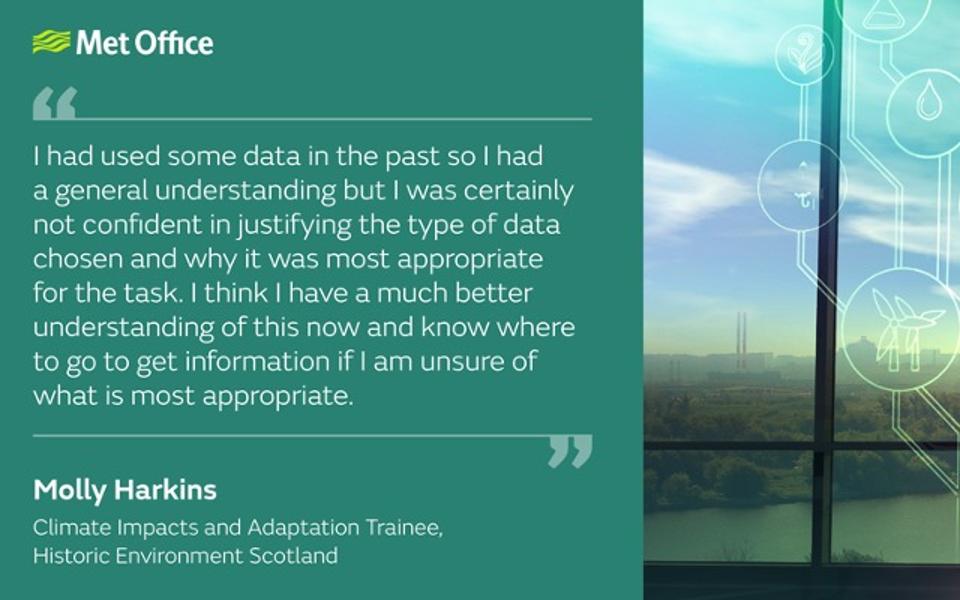 Met Office
“
I had used some data in the past so I had
a general understanding but I was certainly
not confident in justifying the type of data
chosen and why it was most appropriate
for the task. I think I have a much better
understanding of this now and know where
to go to get information if I am unsure of
what is most appropriate.
”
Molly Harkins
Climate Impacts and Adaptation Trainee,
Historic Environment Scotland